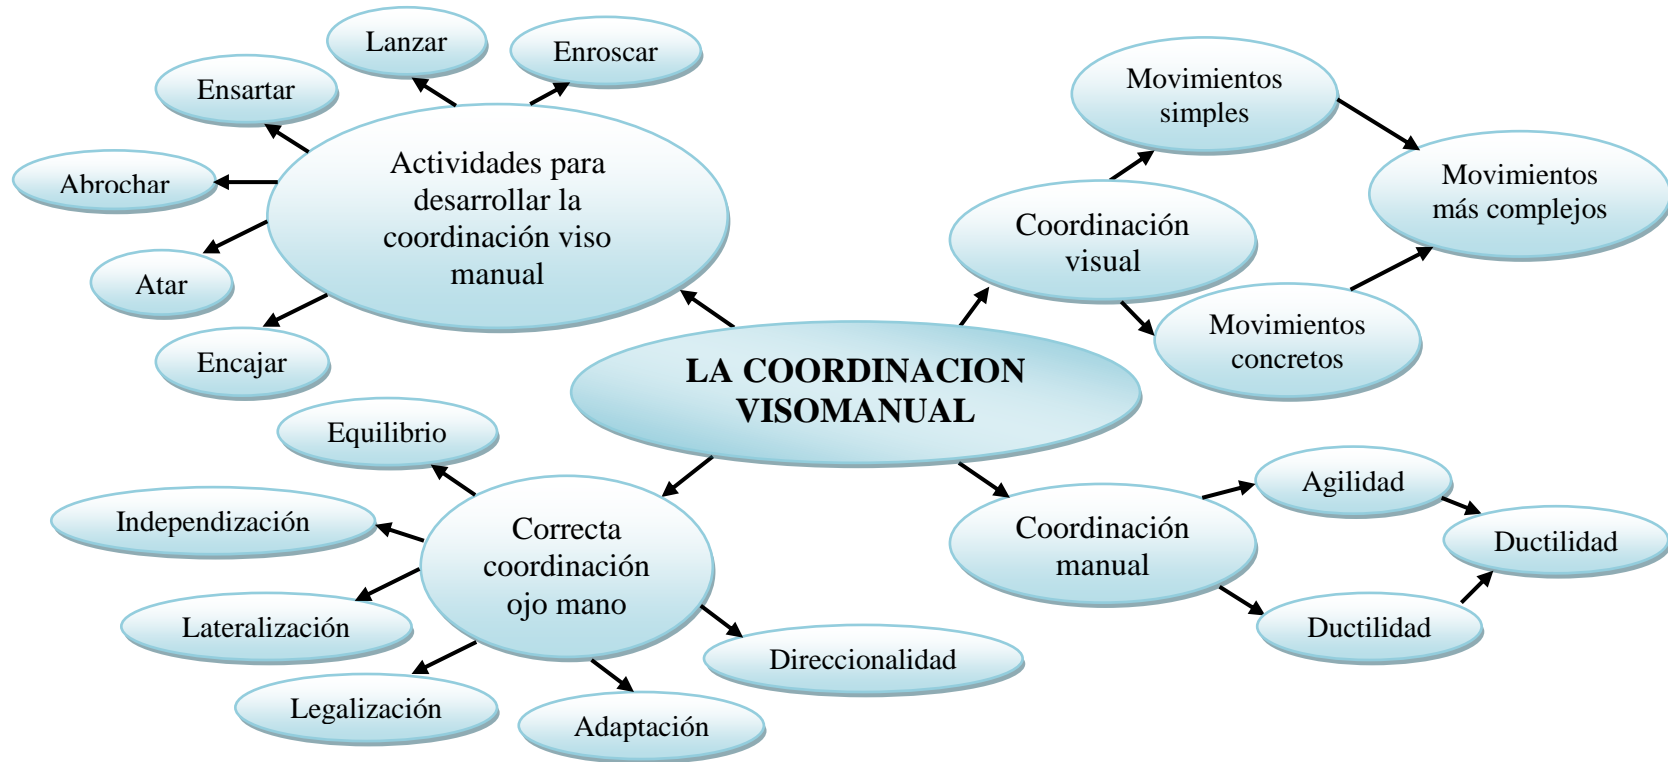 Lanzar
Enroscar
Ensartar
Abrochar
Atar
Encajar
Actividades para
desarrollar la
coordinación viso
manual
Movimientos
simples
Movimientos
más complejos
Coordinación
visual
Movimientos
concretos
LA COORDINACION
VISOMANUAL
Equilibrio
Independización
Lateralización
Legalización
Adaptación
Direccionalidad
Correcta
coordinación
ojo mano
Coordinación
manual
Agilidad
Ductilidad
Ductilidad